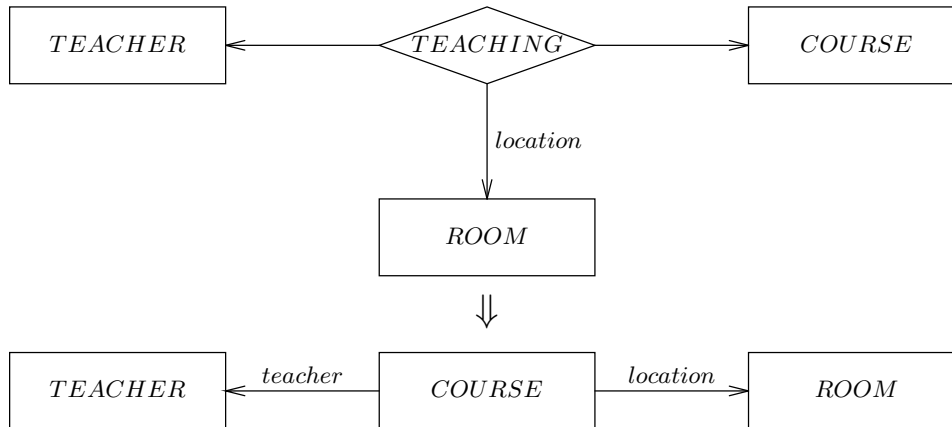 TEACHER TEACHING COURSE
location
ROOM
⇓
TEACHER teacher COURSE location ROOM